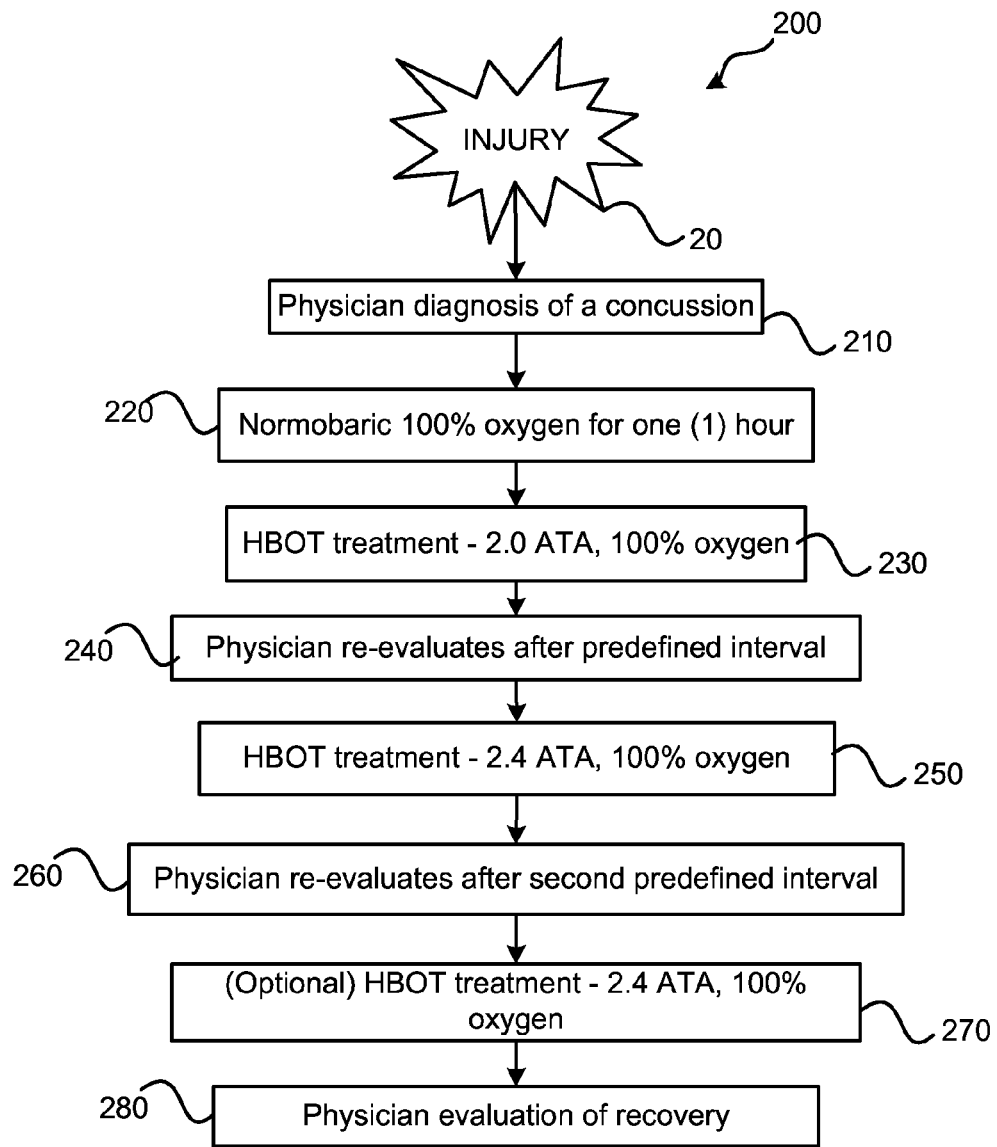 200
INJURY
20
Physician diagnosis of a concussion
210
220
Normobaric 100% oxygen for one (1) hour
HBOT treatment - 2.0 ATA, 100% oxygen
230
240
Physician re-evaluates after predefined interval
HBOT treatment - 2.4 ATA, 100% oxygen
250
260
Physician re-evaluates after second predefined interval
(Optional) HBOT treatment - 2.4 ATA, 100%
oxygen
270
280
Physician evaluation of recovery